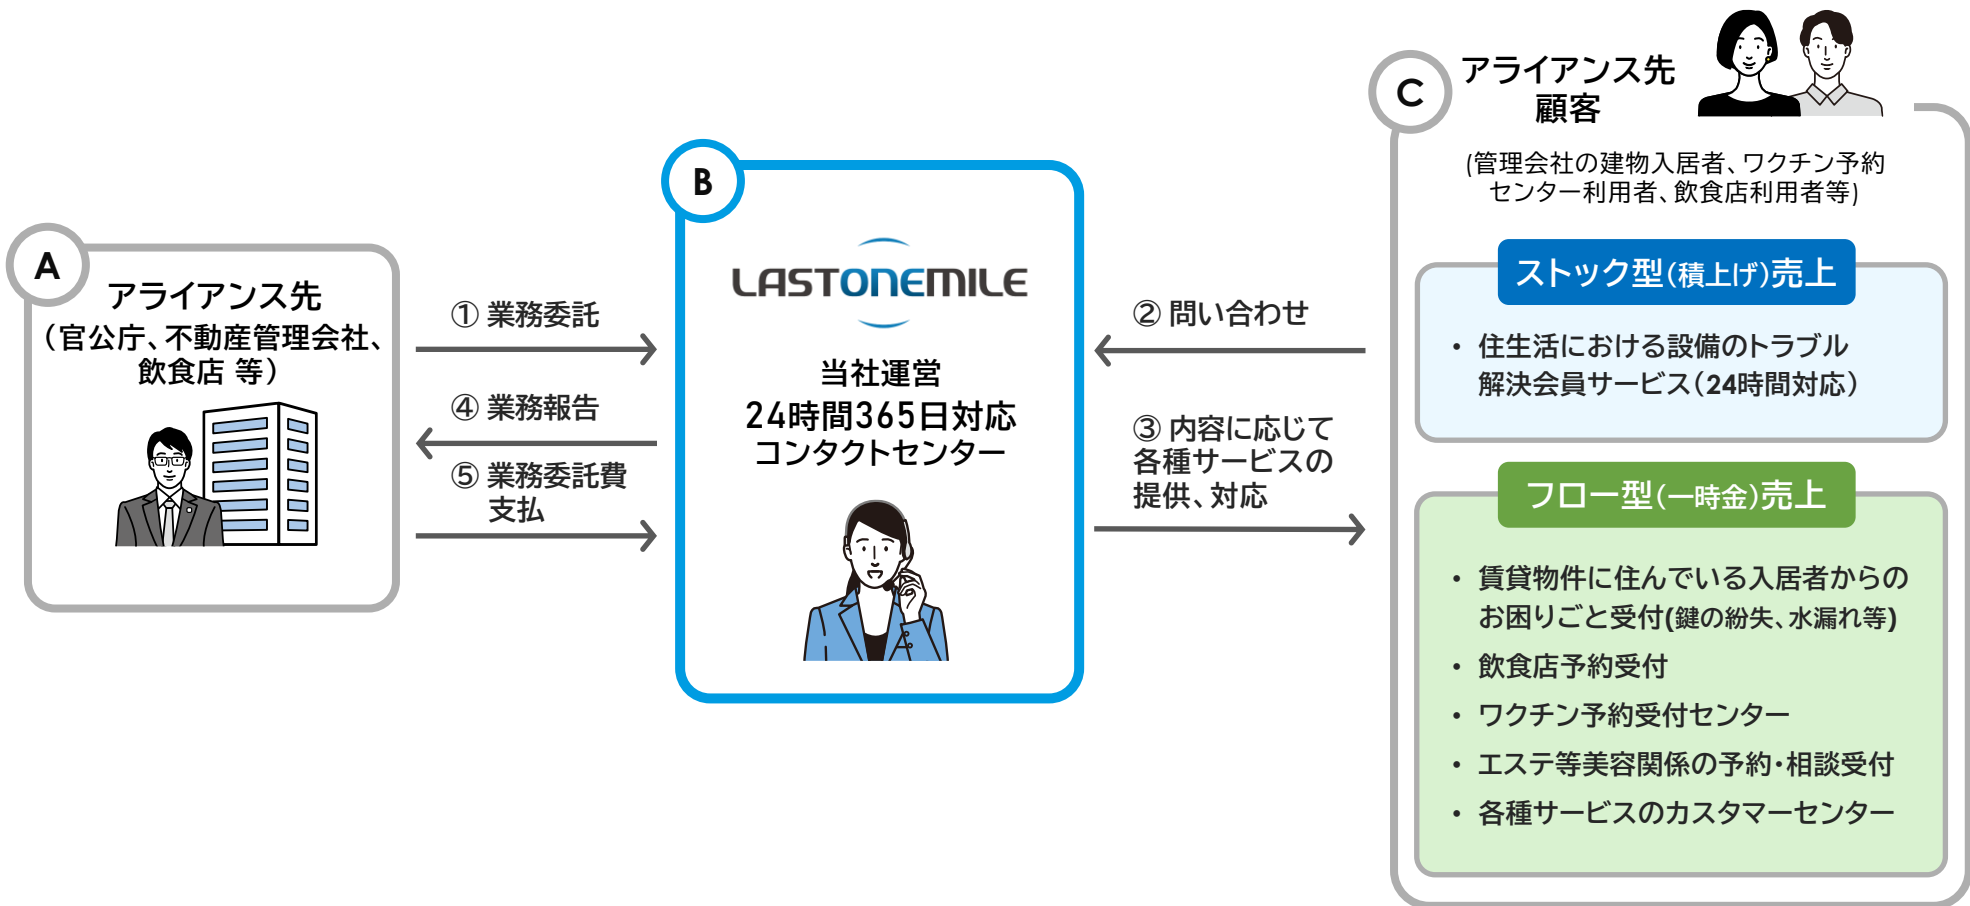 A
アライアンス先
（官公庁、不動産管理会社、
飲食店 等）
① 業務委託
④ 業務報告
⑤ 業務委託費
支払
B
LASTONEMILE
当社運営
24時間365日対応
コンタクトセンター
② 問い合わせ
③ 内容に応じて
各種サービスの
提供、対応
C
アライアンス先
顧客
(管理会社の建物入居者、ワクチン予約
センター利用者、飲食店利用者等)
ストック型(積上げ)売上
・ 住生活における設備のトラブル
解決会員サービス（24時間対応）
フロー型(一時金)売上
・ 賃貸物件に住んでいる入居者からの
お困りごと受付(鍵の紛失、水漏れ等)
・ 飲食店予約受付
・ ワクチン予約受付センター
・ エステ等美容関係の予約・相談受付
・ 各種サービスのカスタマーセンター